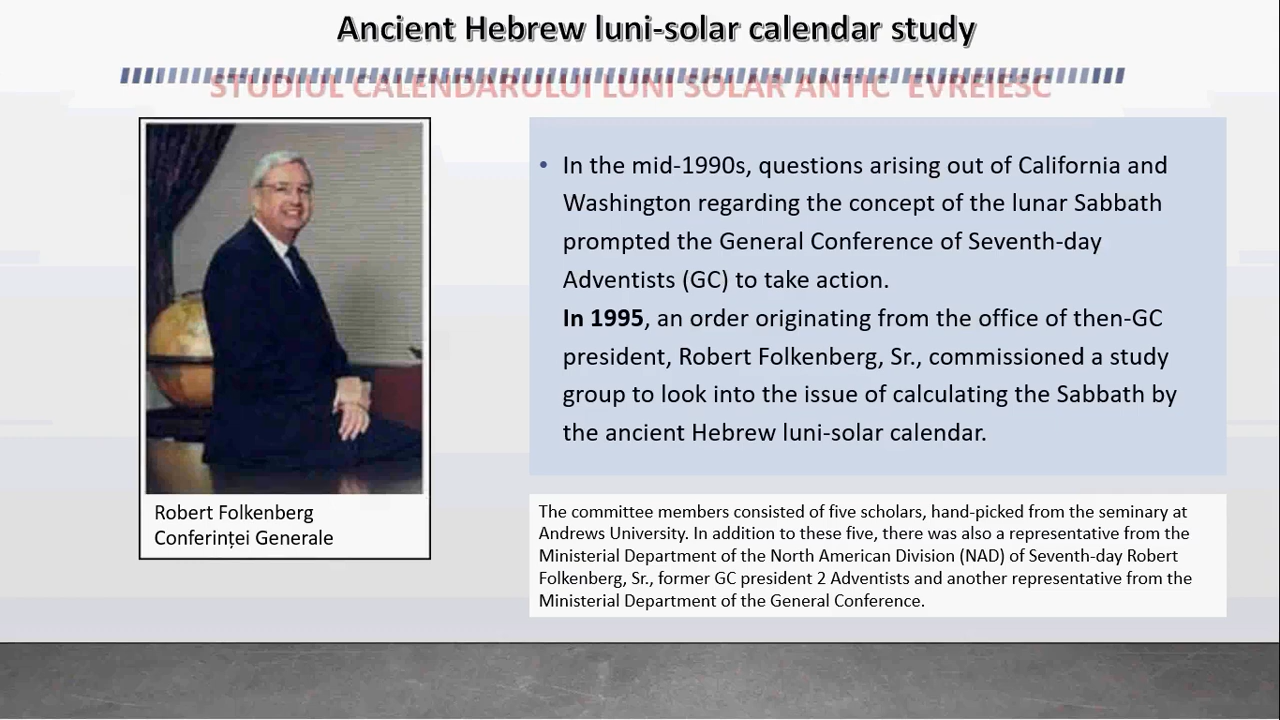 Ancient Hebrew luni-solar calendar study
STUDIUL CALENDARULUI LUNI SOLAR ANTIC EVREIESC
Robert Folkenberg
Conferinței Generale
• In the mid-1990s, questions arising out of California and
Washington regarding the concept of the lunar Sabbath
prompted the General Conference of Seventh-day
Adventists (GC) to take action.
In 1995, an order originating from the office of then-GC
president, Robert Folkenberg, Sr., commissioned a study
group to look into the issue of calculating the Sabbath by
the ancient Hebrew luni-solar calendar.
The committee members consisted of five scholars, hand-picked from the seminary at
Andrews University. In addition to these five, there was also a representative from the
Ministerial Department of the North American Division (NAD) of Seventh-day Robert
Folkenberg, Sr., former GC president 2 Adventists and another representative from the
Ministerial Department of the General Conference.